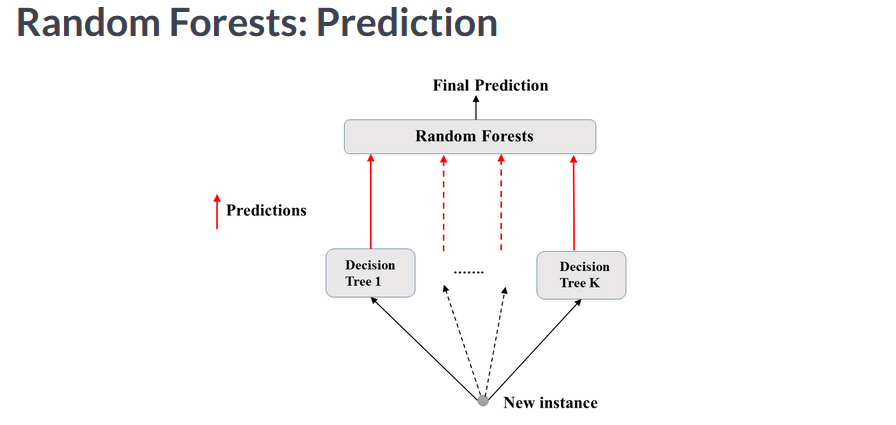 Random Forests: Prediction
Final Prediction
Random Forests
Predictions
Decision
Tree 1
.......
Decision
Tree K
New instance